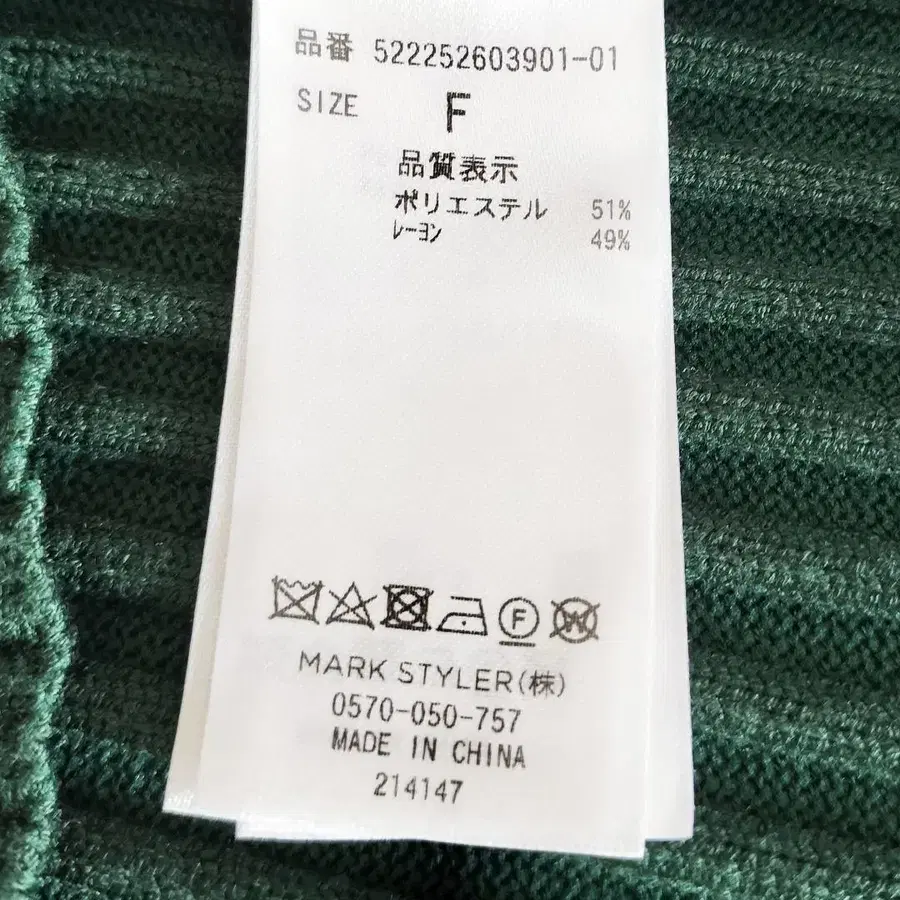 品番 522252603901-01
SIZE F
品質表示
ポリエステル 51%
レーヨン 49%
F W
MARK STYLER(株)
0570-050-757
MADE IN CHINA
214147